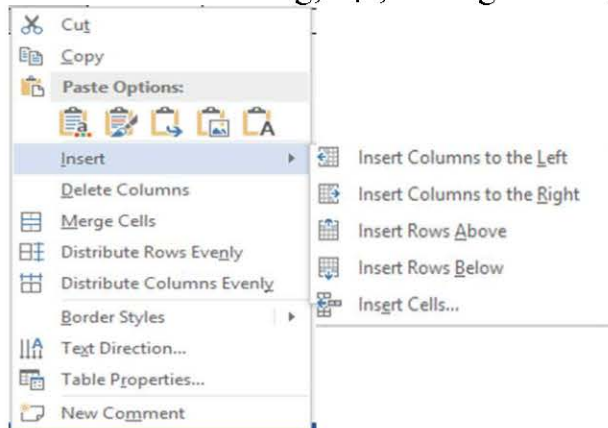 Cut
Copy
Paste Options:
Insert
Delete Columns
Merge Cells
Distribute Rows Evenly
Distribute Columns Evenly
Border Styles
Text Direction...
Table Properties...
New Comment
Insert Columns to the Left
Insert Columns to the Right
Insert Rows Above
Insert Rows Below
Insert Cells...